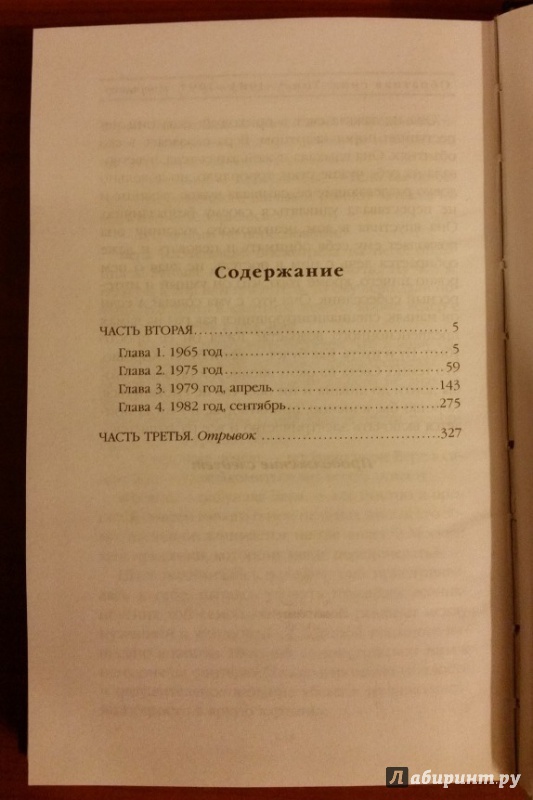 Содержание
ЧАСТЬ ВТОРАЯ..................................................5
Глава 1. 1965 год............................................5
Глава 2. 1975 год............................................59
Глава 3. 1979 год, апрель..................................143
Глава 4. 1982 год, сентябрь..............................275
ЧАСТЬ ТРЕТЬЯ. Отрывок ....................................327
Лабиринт.ру